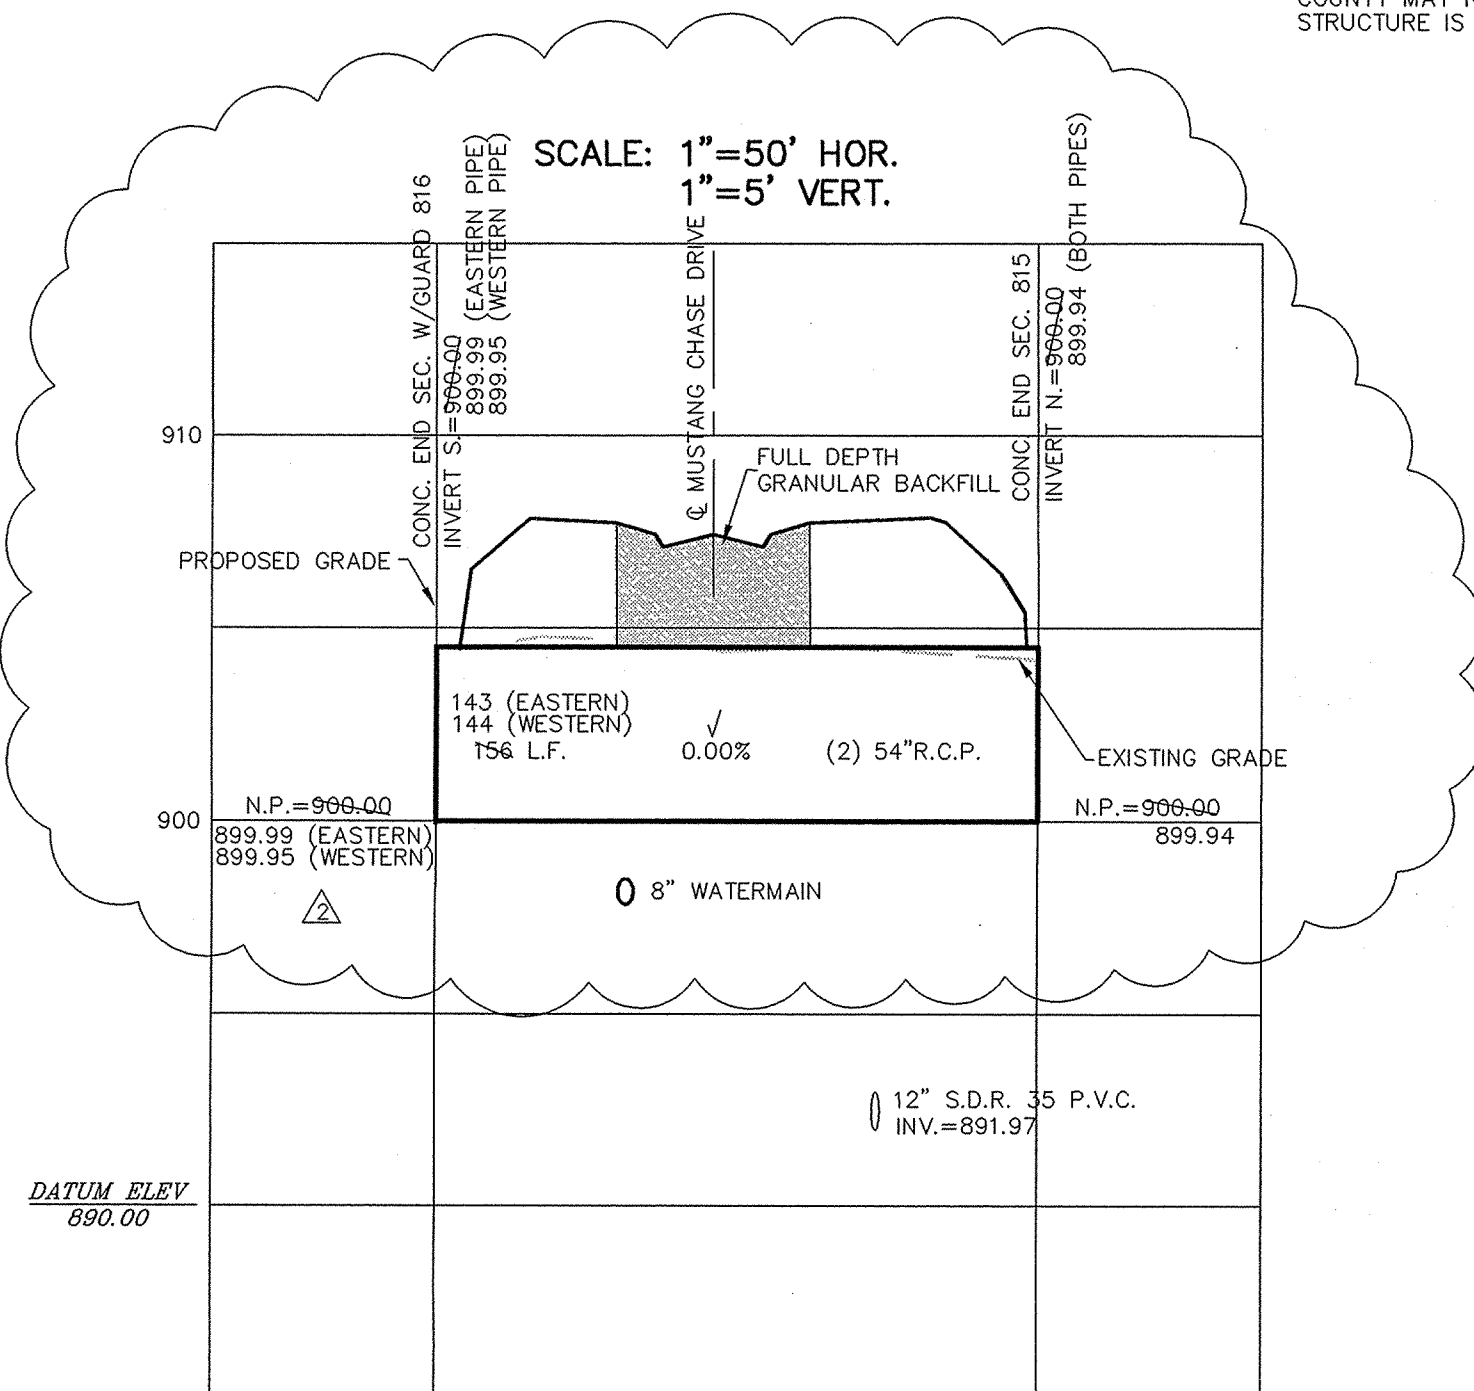 STRUCTURE IS
SCALE: 1"=50' HOR.
1"=5' VERT.
CONC. END SEC. W/GUARD 816
INVERT S.=900.00
899.99 (EASTERN PIPE)
899.95 (WESTERN PIPE)
℄ MUSTANG CHASE DRIVE
CONC. END SEC. 815
INVERT N.=900.00
899.94 (BOTH PIPES)
910
FULL DEPTH
GRANULAR BACKFILL
PROPOSED GRADE
143 (EASTERN)
144 (WESTERN)
156 L.F.
√
0.00%
(2) 54"R.C.P.
EXISTING GRADE
N.P.=900.00
900
899.99 (EASTERN)
899.95 (WESTERN)
N.P.=900.00
899.94
2
8" WATERMAIN
12" S.D.R. 35 P.V.C.
INV.=891.97
DATUM ELEV
890.00